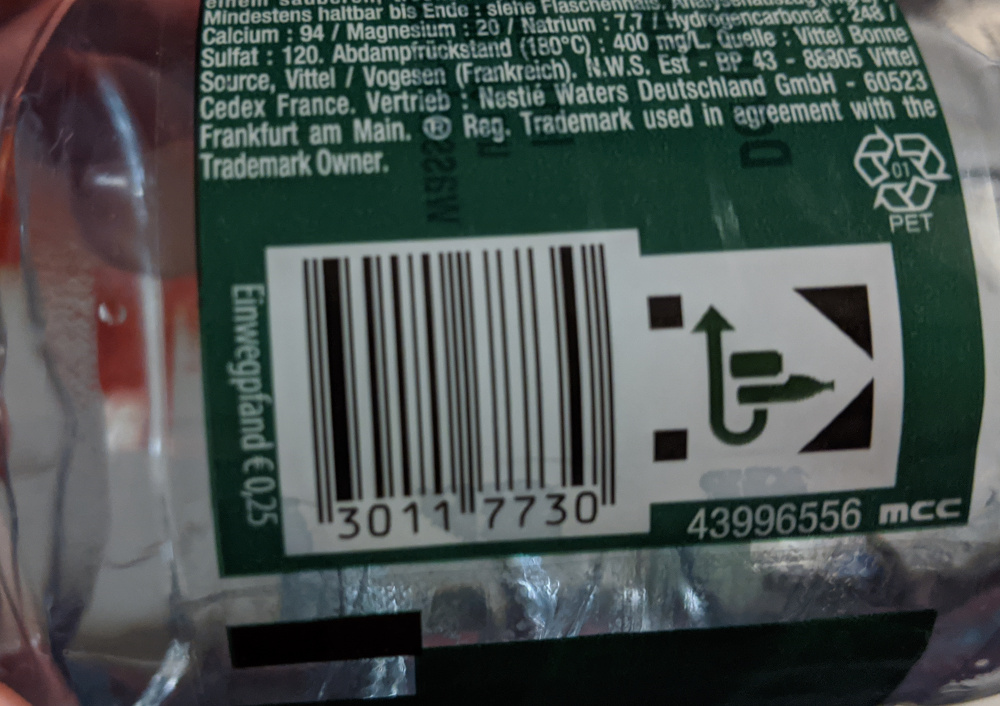 Mindestens haltbar bis Ende : siehe Flaschenhals.
Calcium : 94 / Magnesium : 20 / Natrium : 7,7 / Hydrogencarbonat : 248 /
Sulfat : 120. Abdampfrückstand (180°C) : 400 mg/L. Quelle : Vittel Bonne
Source, Vittel / Vogesen (Frankreich). N.W.S. Est - BP 43 - 88805 Vittel
Cedex France. Vertrieb : Nestlé Waters Deutschland GmbH - 60523
Frankfurt am Main. Reg. Trademark used in agreement with the
Trademark Owner.
01
PET
Einwegpfand € 0,25
3011 7730
43996556 mcc